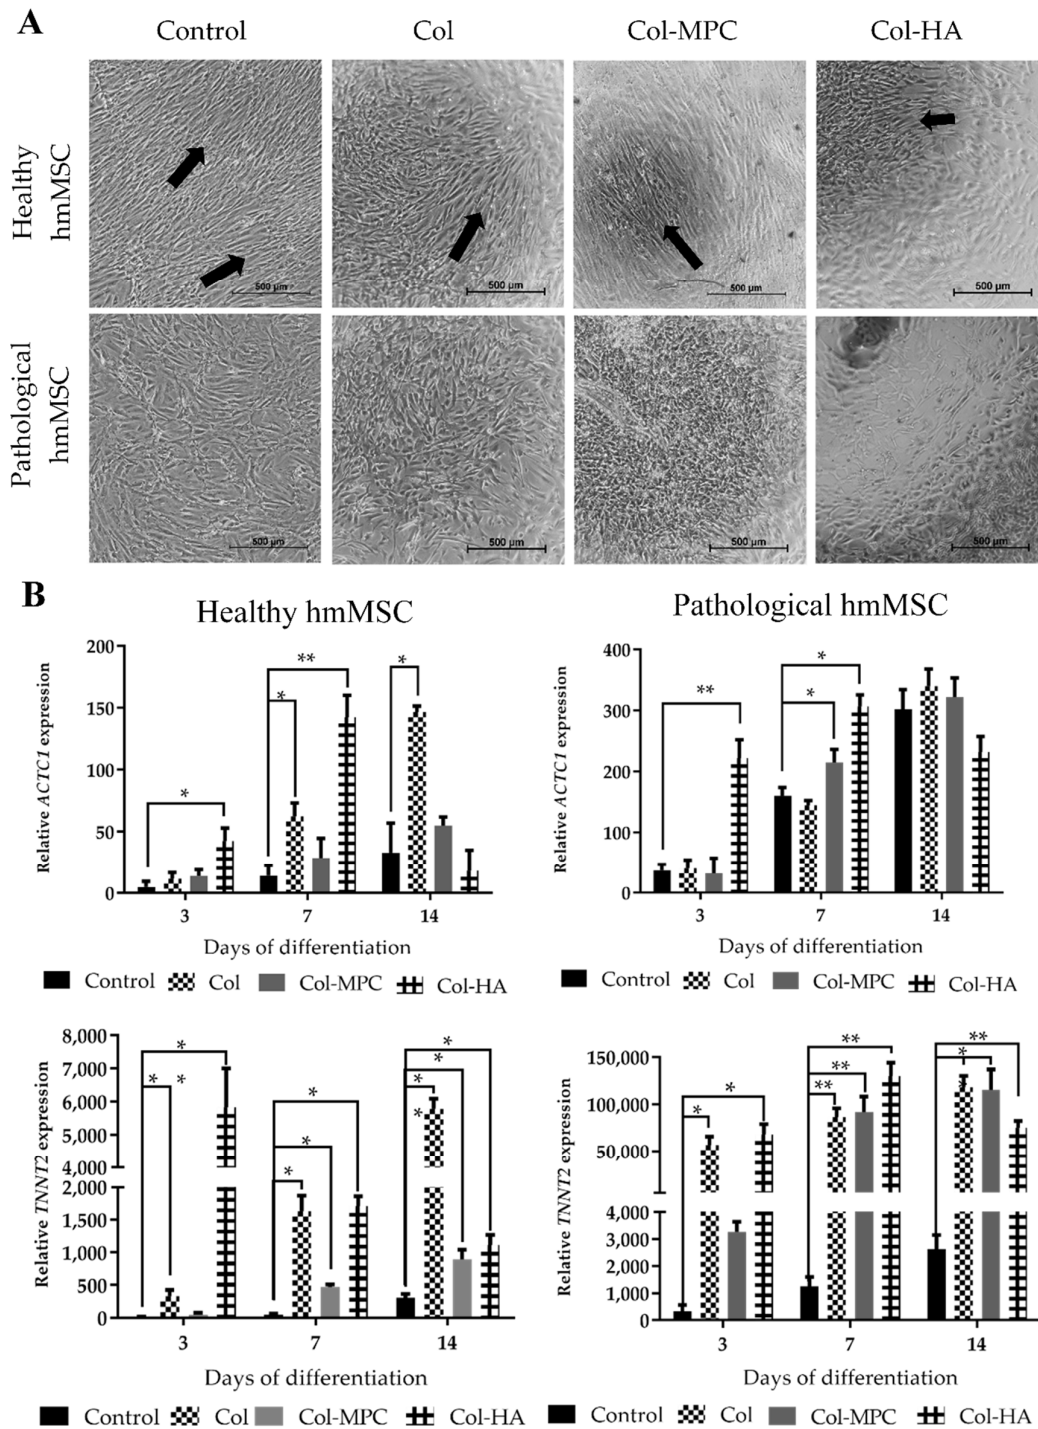 A
Control Col Col-MPC Col-HA
Healthy
hmMSC
500 µm 500 µm 500 µm 500 µm
Pathological
hmMSC
500 µm 500 µm 500 µm 500 µm
B
Healthy hmMSC
Pathological hmMSC
Relative ACTC1 expression
200
150
100
50
0
*
*
**
*
3 7 14
Days of differentiation
Control Col Col-MPC Col-HA
Relative ACTC1 expression
400
300
200
100
0
**
*
*
3 7 14
Days of differentiation
Control Col Col-MPC Col-HA
Relative TNNT2 expression
8,000
7,000
6,000
5,000
4,000
2,000
1,500
1,000
500
0
*
* *
*
*
*
*
*
*
*
3 7 14
Days of differentiation
Control Col Col-MPC Col-HA
Relative TNNT2 expression
150,000
100,000
50,000
4,000
3,000
2,000
1,000
0
*
*
**
**
**
**
*
*
3 7 14
Days of differentiation
Control Col Col-MPC Col-HA